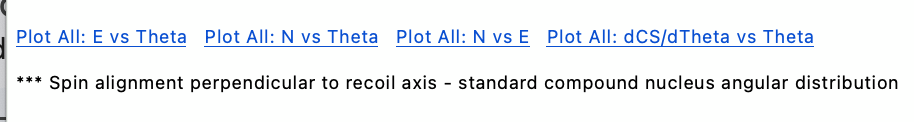 Plot All: E vs Theta Plot All: N vs Theta Plot All: N vs E Plot All: dCS/dTheta vs Theta
*** Spin alignment perpendicular to recoil axis - standard compound nucleus angular distribution